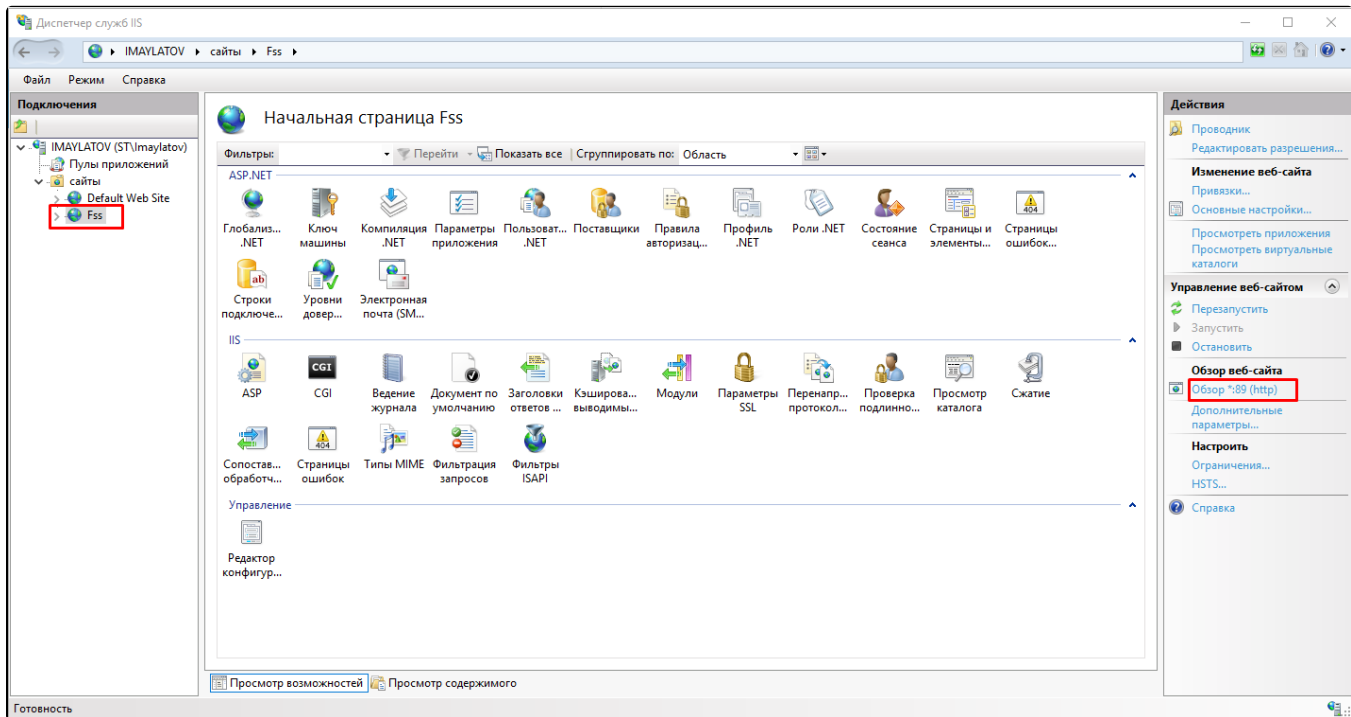 Диспетчер служб IIS
IMAYLATOV
сайты
Fss
Файл Режим Справка
Подключения
IMAYLATOV (ST\Imaylatov)
Пулы приложений
сайты
Default Web Site
Fss
Начальная страница Fss
Фильтры: Перейти Показать все Сгруппировать по: Область
ASP.NET
Глобализ... Ключ Компиляция Параметры Пользоват... Поставщики Правила Профиль Роли .NET Состояние Страницы и Страницы
.NET машины .NET приложения .NET авторизац... .NET сеанса элементы... ошибок...
ab
404
Строки Уровни Электронная
подключе... довер... почта (SM...
IIS
CGI
ASP CGI Ведение Документ по Заголовки Кэширова... Модули Параметры Перенапр... Проверка Просмотр Сжатие
журнала умолчанию ответов ... выводимы... SSL протокол... подлинно... каталога
404
Сопостав... Страницы Типы MIME Фильтрация Фильтры
обработч... ошибок запросов ISAPI
Управление
Редактор
конфигур...
Просмотр возможностей Просмотр содержимого
Действия
Проводник
Редактировать разрешения...
Изменение веб-сайта
Привязки...
Основные настройки...
Просмотреть приложения
Просмотреть виртуальные
каталоги
Управление веб-сайтом
Перезапустить
Запустить
Остановить
Обзор веб-сайта
Обзор *:89 (http)
Дополнительные
параметры...
Настроить
Ограничения...
HSTS...
Справка
Готовность